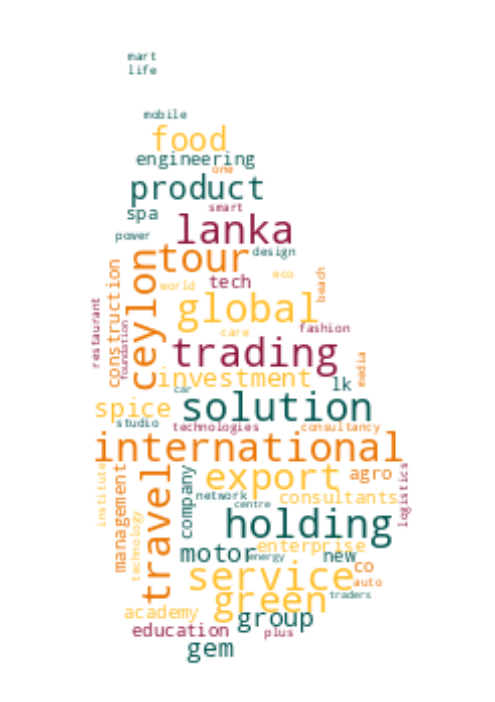 mart
life
mobile
food
engineering
one
product
smart
spa
lanka
power
design
tour
ceylon
construction
tech
eco
beach
world
global
restaurant
foundation
care
fashion
trading
media
investment
lk
car
spice
solution
studio
technologies
consultancy
international
institute
management
travel
company
export
agro
logistics
network
consultants
centre
technology
holding
motor
enterprise
energy
new
co
service
auto
green
traders
academy
group
education
plus
gem